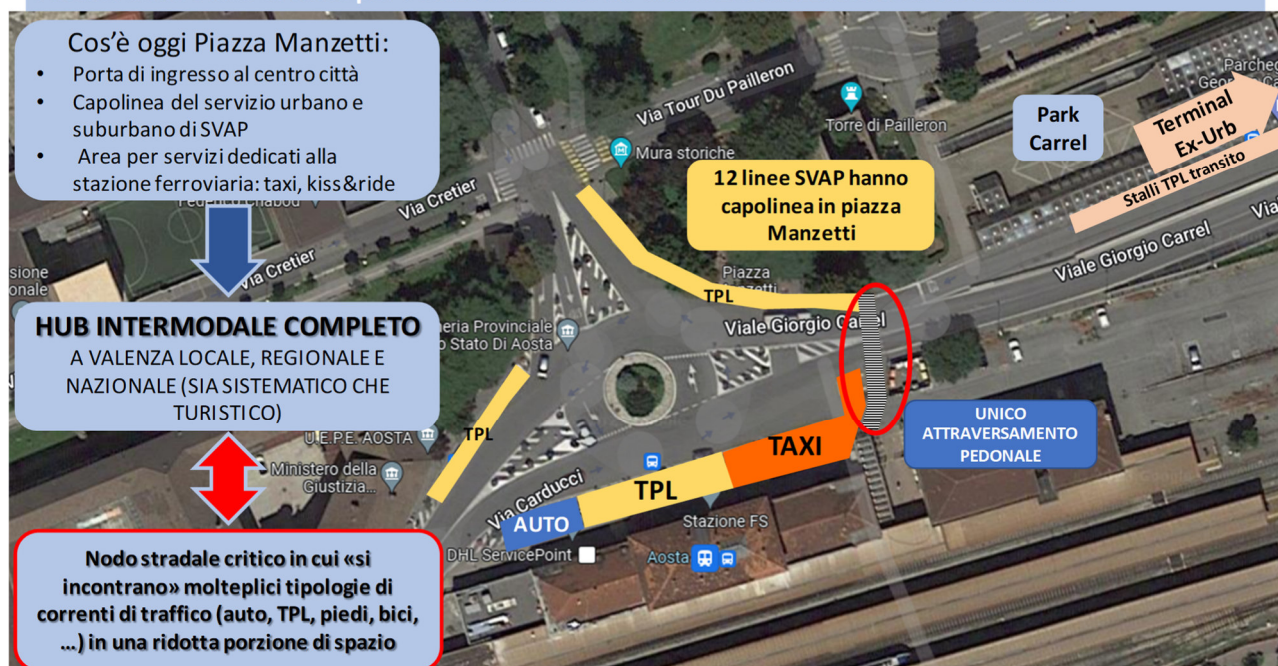 Cos'è oggi Piazza Manzetti:
• Porta di ingresso al centro città
• Capolinea del servizio urbano e
suburbano di SVAP
• Area per servizi dedicati alla
stazione ferroviaria: taxi, kiss&ride
HUB INTERMODALE COMPLETO
A VALENZA LOCALE, REGIONALE E
NAZIONALE (SIA SISTEMATICO CHE
TURISTICO)
Nodo stradale critico in cui «si
incontrano» molteplici tipologie di
correnti di traffico (auto, TPL, piedi, bici,
…) in una ridotta porzione di spazio
Via Tour Du Pailleron
Torre di Pailleron
Mura storiche
Via Cretier
Via Cretier
12 linee SVAP hanno
capolinea in piazza
Manzetti
Park
Carrel
Terminal
Ex-Urb
Stalli TPL transito
Viale Giorgio Carrel
Piazza
TPL
Viale Giorgio Carrel
Stato Di Aosta
TPL
U.E.P.E. AOSTA
Ministero della
Giustizia...
Via Carducci
AUTO
TPL
TAXI
UNICO
ATTRAVERSAMENTO
PEDONALE
Stazione FS
DHL ServicePoint
Aosta